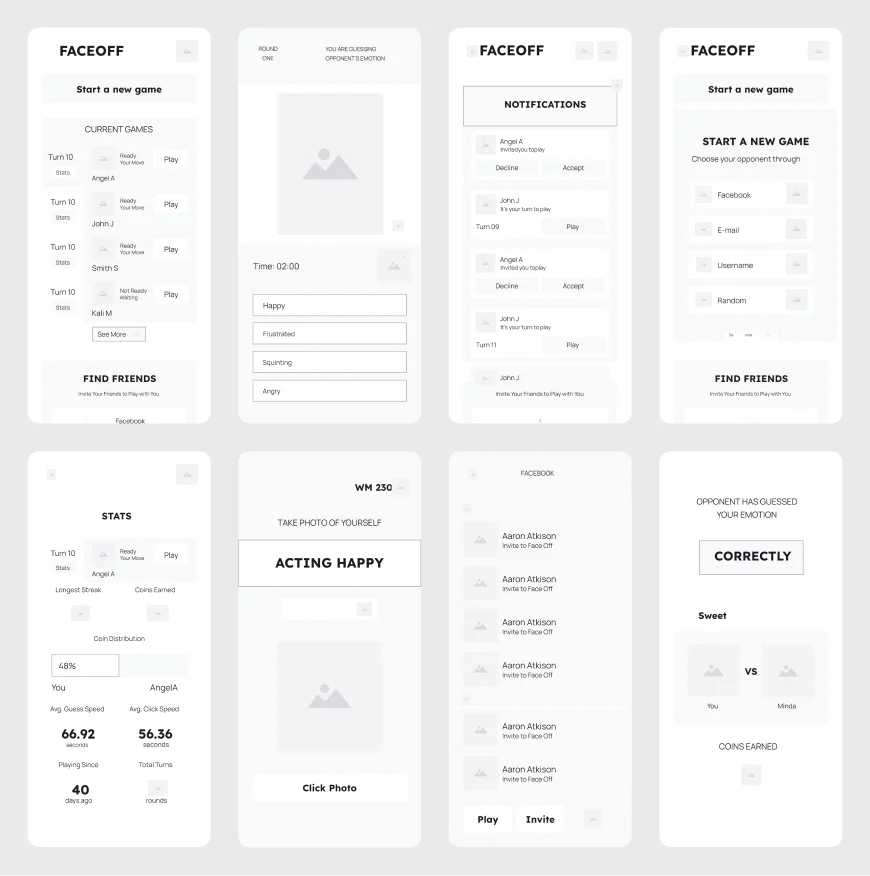 FACEOFF
Start a new game
CURRENT GAMES
Turn 10
Stats
Ready
Your Move
Play
Angel A
Turn 10
Stats
Ready
Your Move
Play
John J
Turn 10
Stats
Ready
Your Move
Play
Smith S
Turn 10
Stats
Not Ready
Waiting
Play
Kali M
See More
FIND FRIENDS
Invite Your Friends to Play with You
Facebook
ROUND
ONE
YOU ARE GUESSING
OPPONENT'S EMOTION
Time: 02:00
Happy
Frustrated
Squinting
Angry
FACEOFF
NOTIFICATIONS
Angel A
Invited you to play
Decline
Accept
John J
It's your turn to play
Turn 09
Play
Angel A
Invited you to play
Decline
Accept
John J
It's your turn to play
Turn 11
Play
John J
Invite Your Friends to Play with You
FACEOFF
Start a new game
START A NEW GAME
Choose your opponent through
Facebook
E-mail
Username
Random
FIND FRIENDS
Invite Your Friends to Play with You
STATS
Turn 10
Stats
Ready
Your Move
Play
Angel A
Longest Streak
Coins Earned
Coin Distribution
48%
You
AngelA
Avg. Guess Speed
Avg. Click Speed
66.92
seconds
56.36
seconds
Playing Since
Total Turns
40
days ago
rounds
WM 230
TAKE PHOTO OF YOURSELF
ACTING HAPPY
Click Photo
FACEBOOK
Aaron Atkison
Invite to Face Off
Aaron Atkison
Invite to Face Off
Aaron Atkison
Invite to Face Off
Aaron Atkison
Invite to Face Off
Aaron Atkison
Invite to Face Off
Aaron Atkison
Invite to Face Off
Play
Invite
OPPONENT HAS GUESSED
YOUR EMOTION
CORRECTLY
Sweet
VS
You
Minda
COINS EARNED